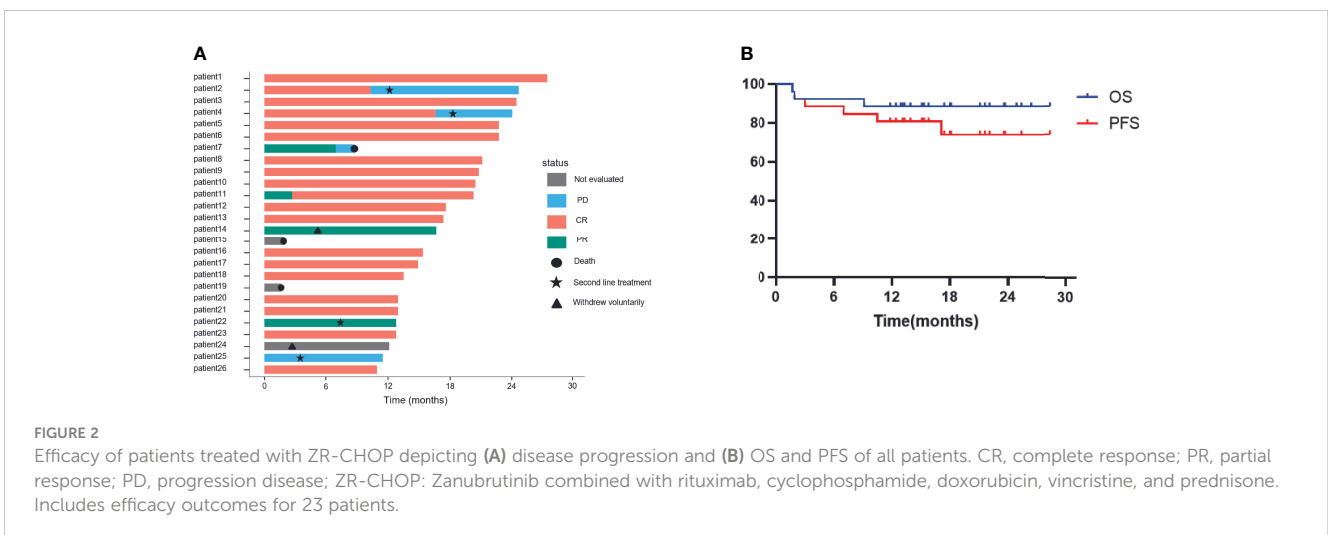 A
patient1
patient2
patient3
patient4
patient5
patient6
patient7
patient8
patient9
patient10
patient11
patient12
patient13
patient14
patient15
patient16
patient17
patient18
patient19
patient20
patient21
patient22
patient23
patient24
patient25
patient26
0 6 12 18 24 30
Time (months)
status
Not evaluated
PD
CR
PR
Death
Second line treatment
Withdrew voluntarity
B
100
80
60
40
20
0
0 6 12 18 24 30
Time(months)
OS
PFS
FIGURE 2
Efficacy of patients treated with ZR-CHOP depicting (A) disease progression and (B) OS and PFS of all patients. CR, complete response; PR, partial
response; PD, progression disease; ZR-CHOP: Zanubrutinib combined with rituximab, cyclophosphamide, doxorubicin, vincristine, and prednisone.
Includes efficacy outcomes for 23 patients.